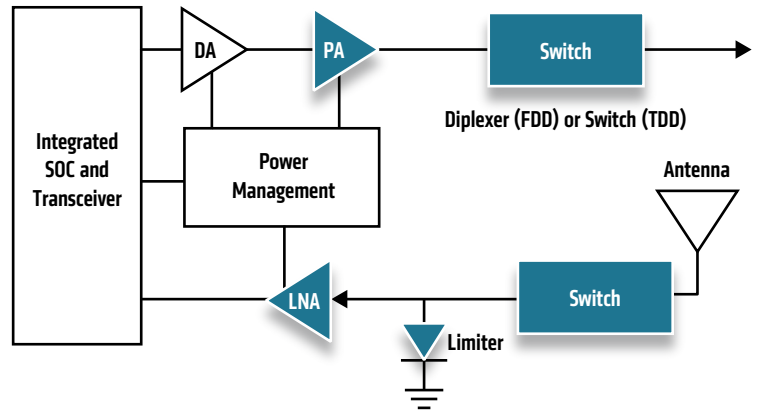 DA
PA
Switch
Diplexer (FDD) or Switch (TDD)
Integrated
SOC and
Transceiver
Power
Management
Antenna
LNA
Switch
Limiter